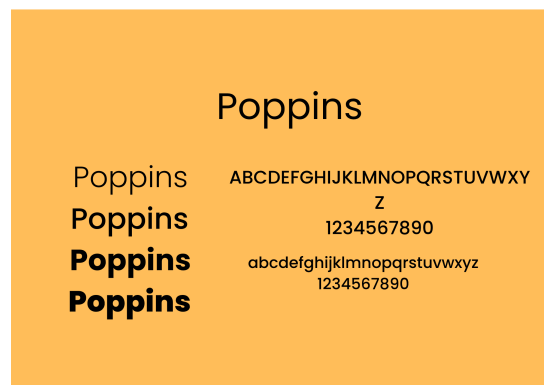 Poppins
Poppins
Poppins
Poppins
Poppins
ABCDEFGHIJKLMNOPQRSTUVWXY
Z
1234567890
abcdefghijklmnopqrstuvwxyz
1234567890